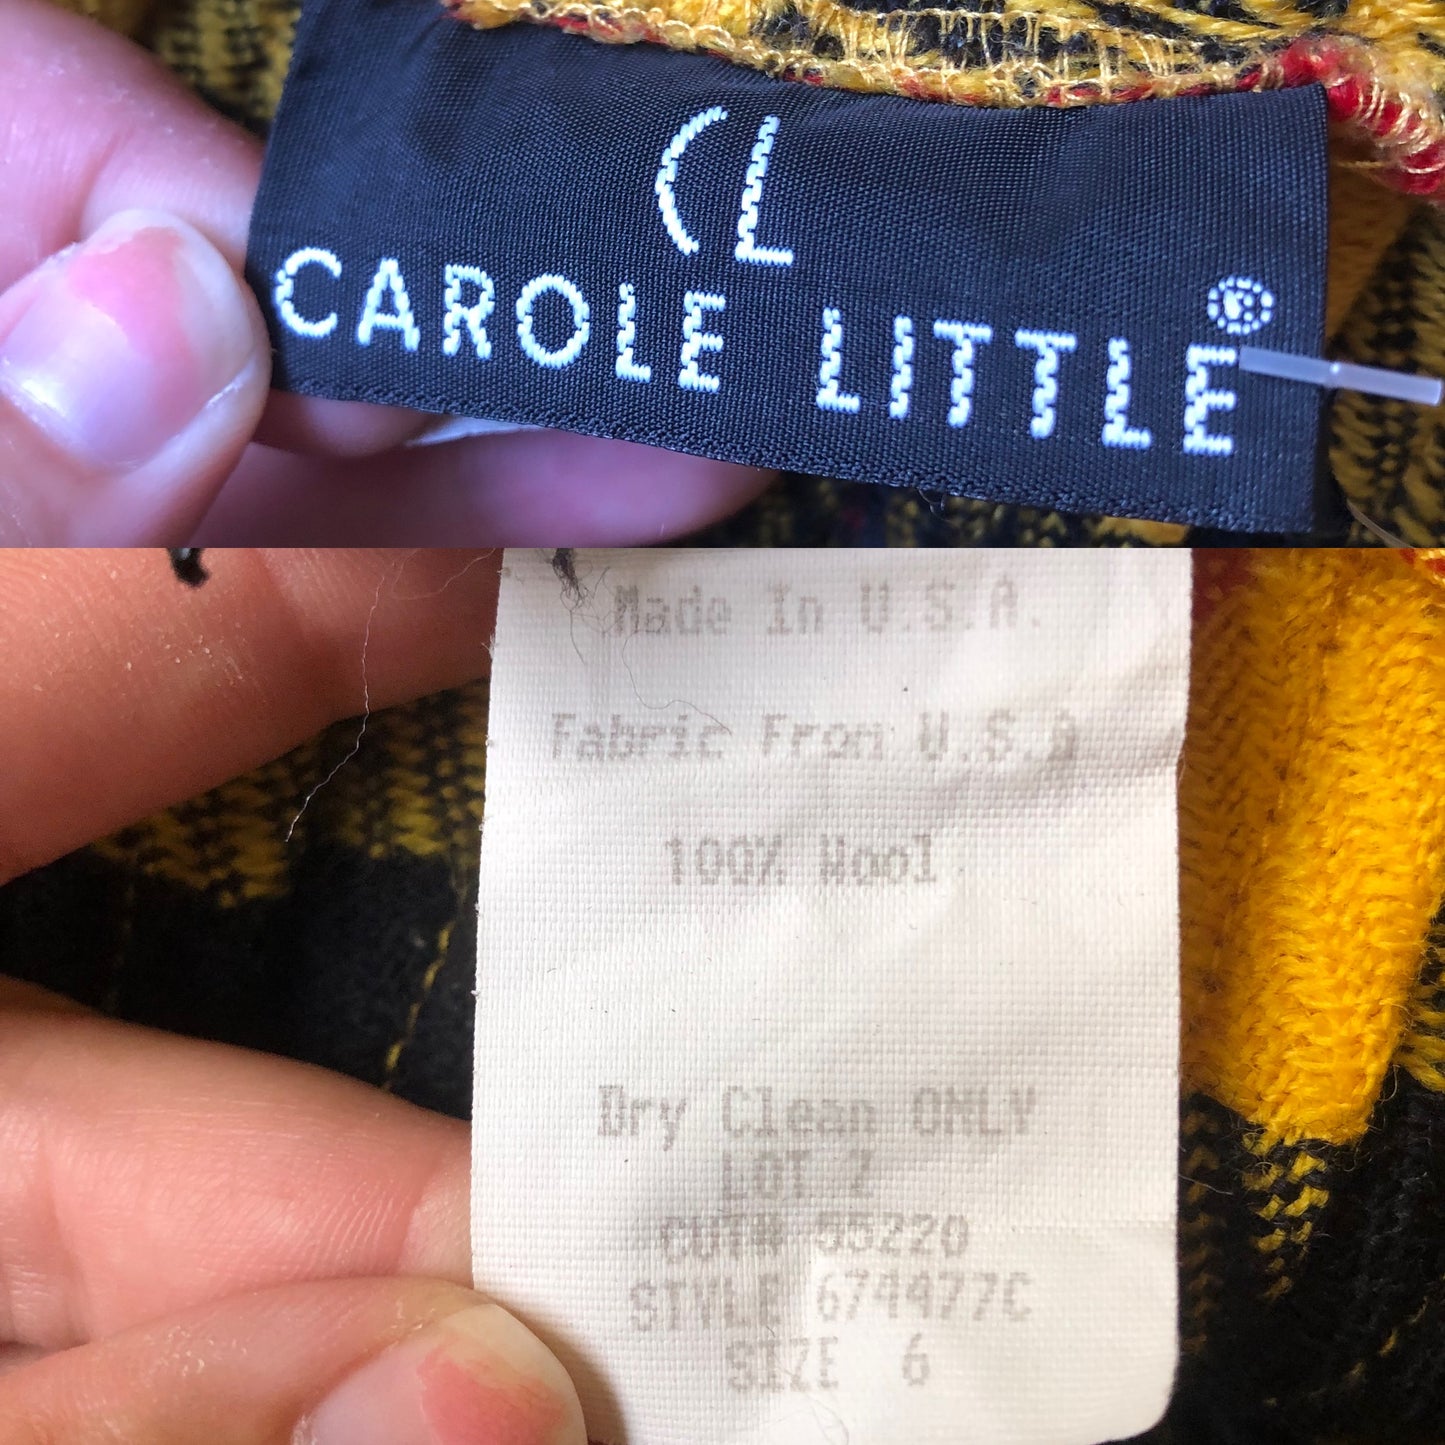 CL
CAROLE LITTLE®
Made In U.S.A.
Fabric From U.S.A
100% Wool
Dry Clean ONLY
LOT 2
CUT# 55220
STYLE 674477C
SIZE 6